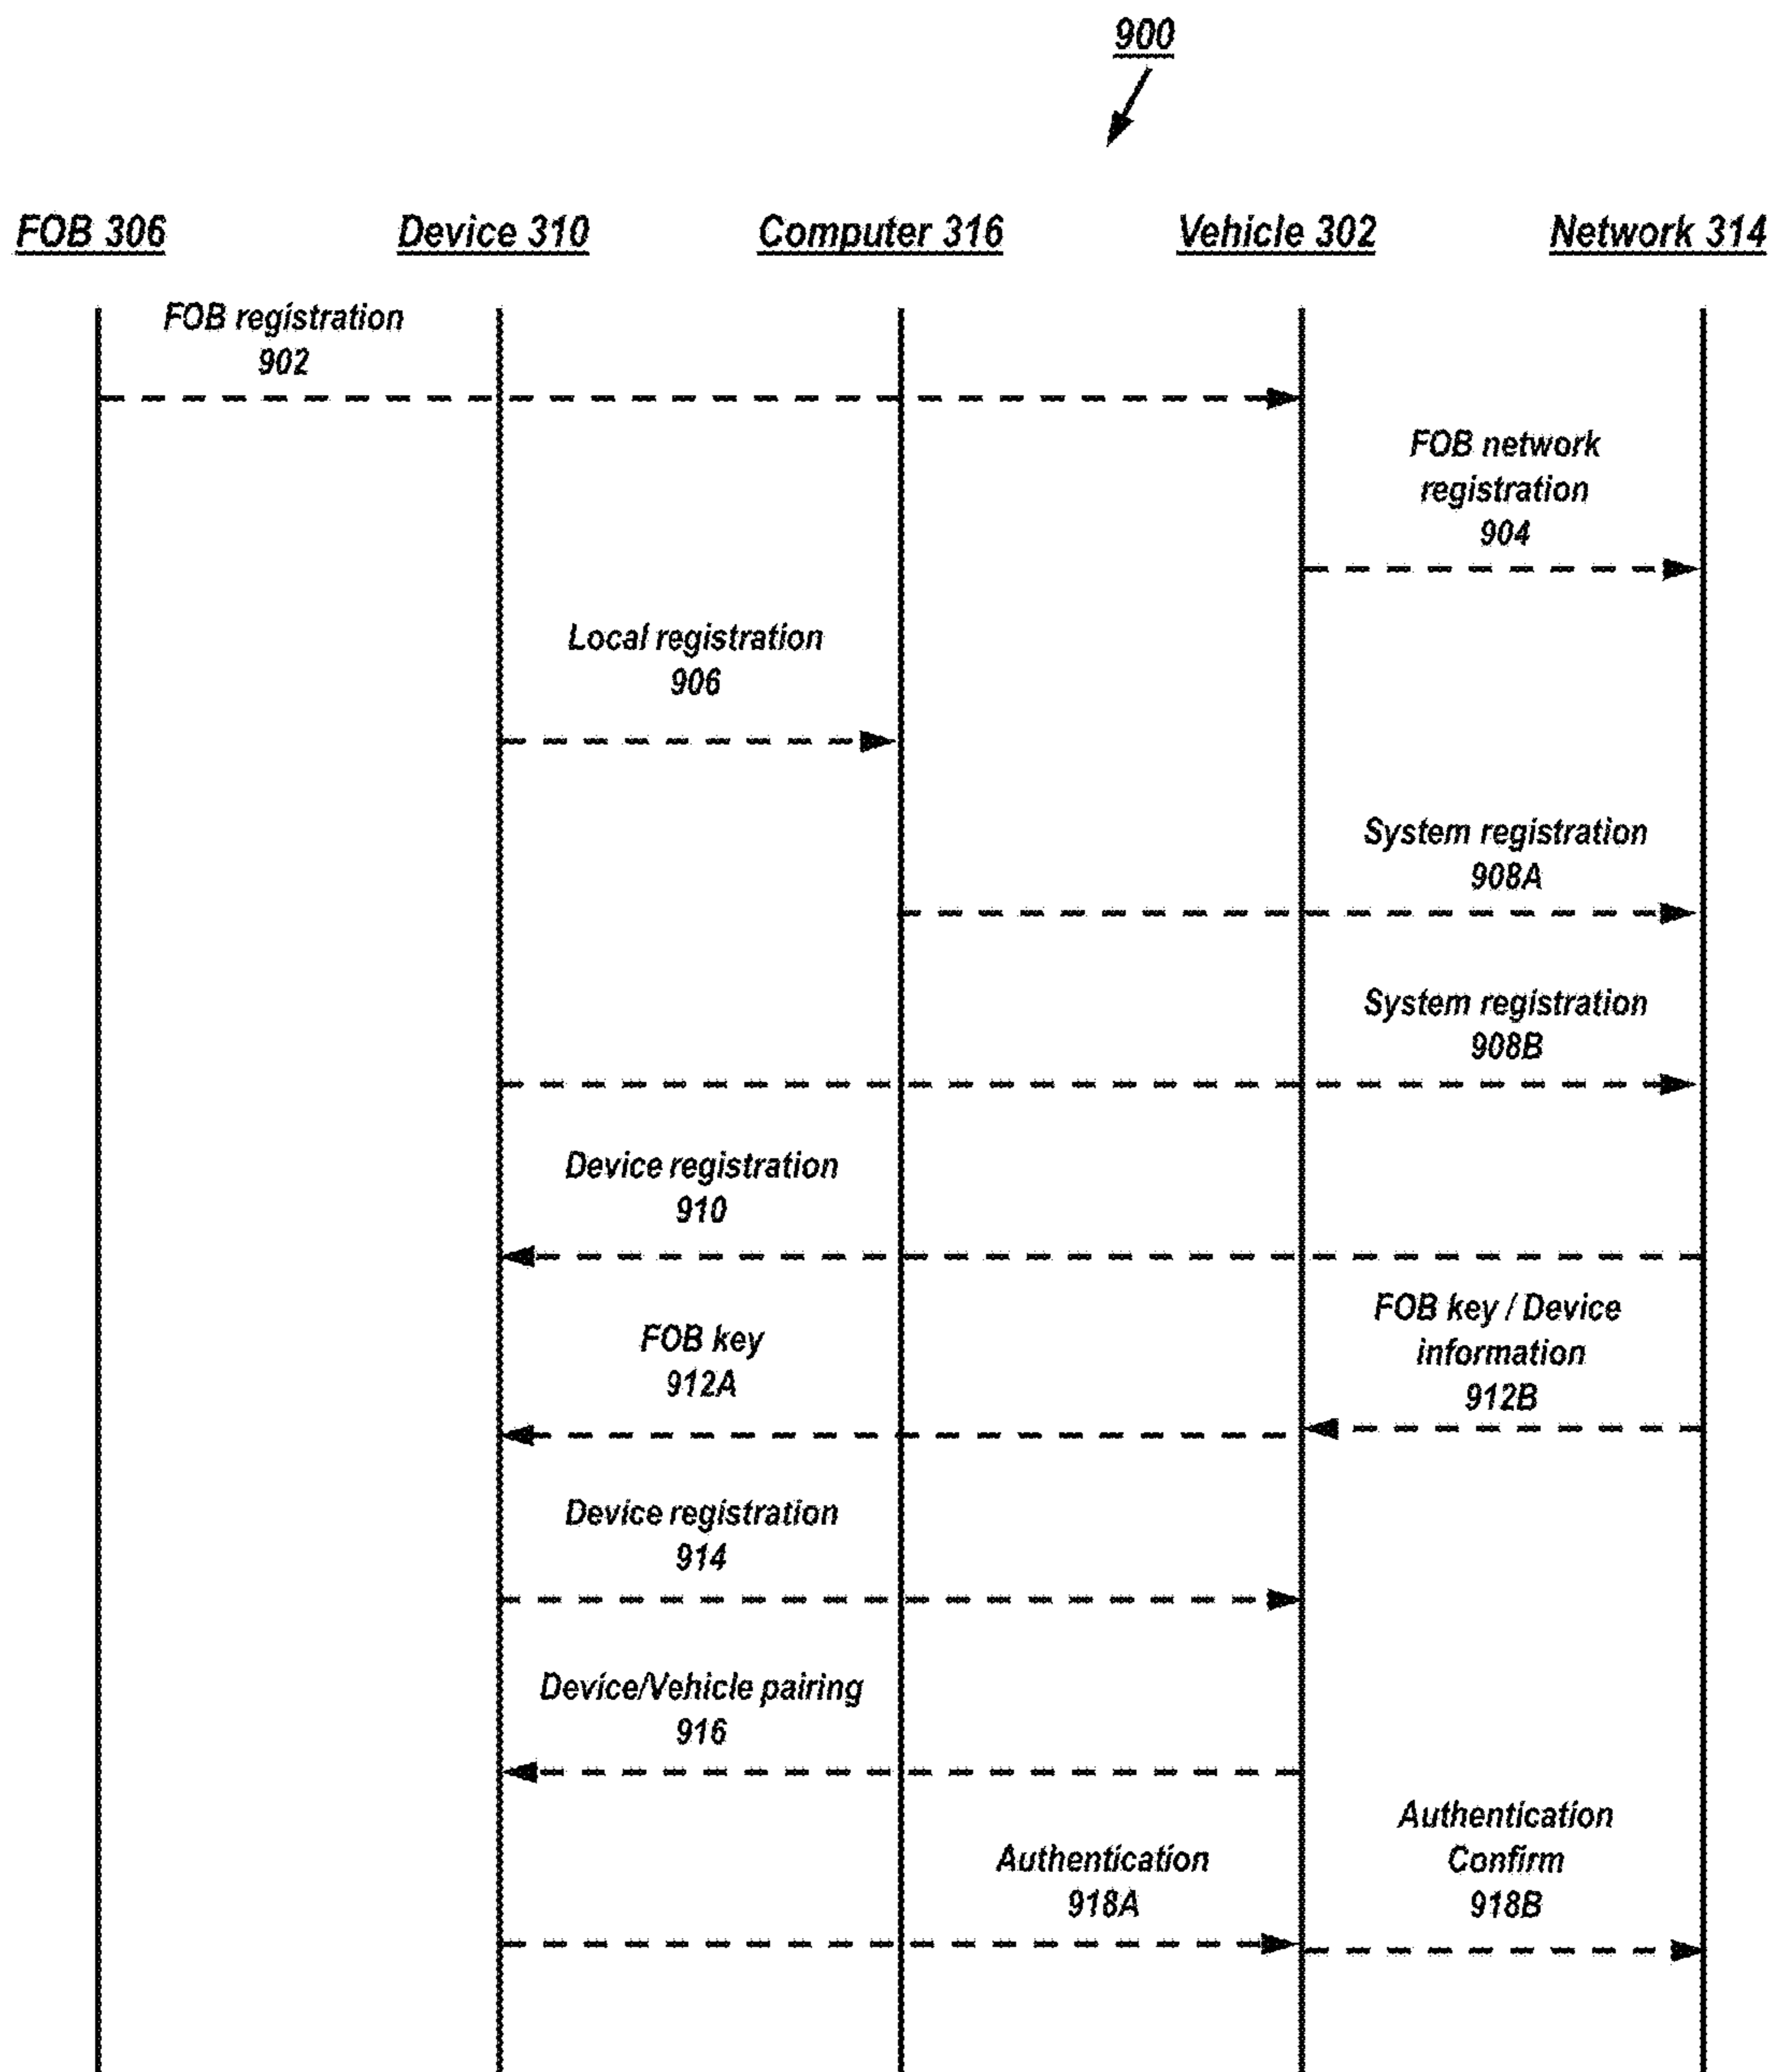 900
FOB 306
Device 310
Computer 316
Vehicle 302
Network 314
FOB registration
902
FOB network
registration
904
Local registration
906
System registration
908A
System registration
908B
Device registration
910
FOB key / Device
information
912B
FOB key
912A
Device registration
914
Device/Vehicle pairing
916
Authentication
918A
Authentication
Confirm
918B